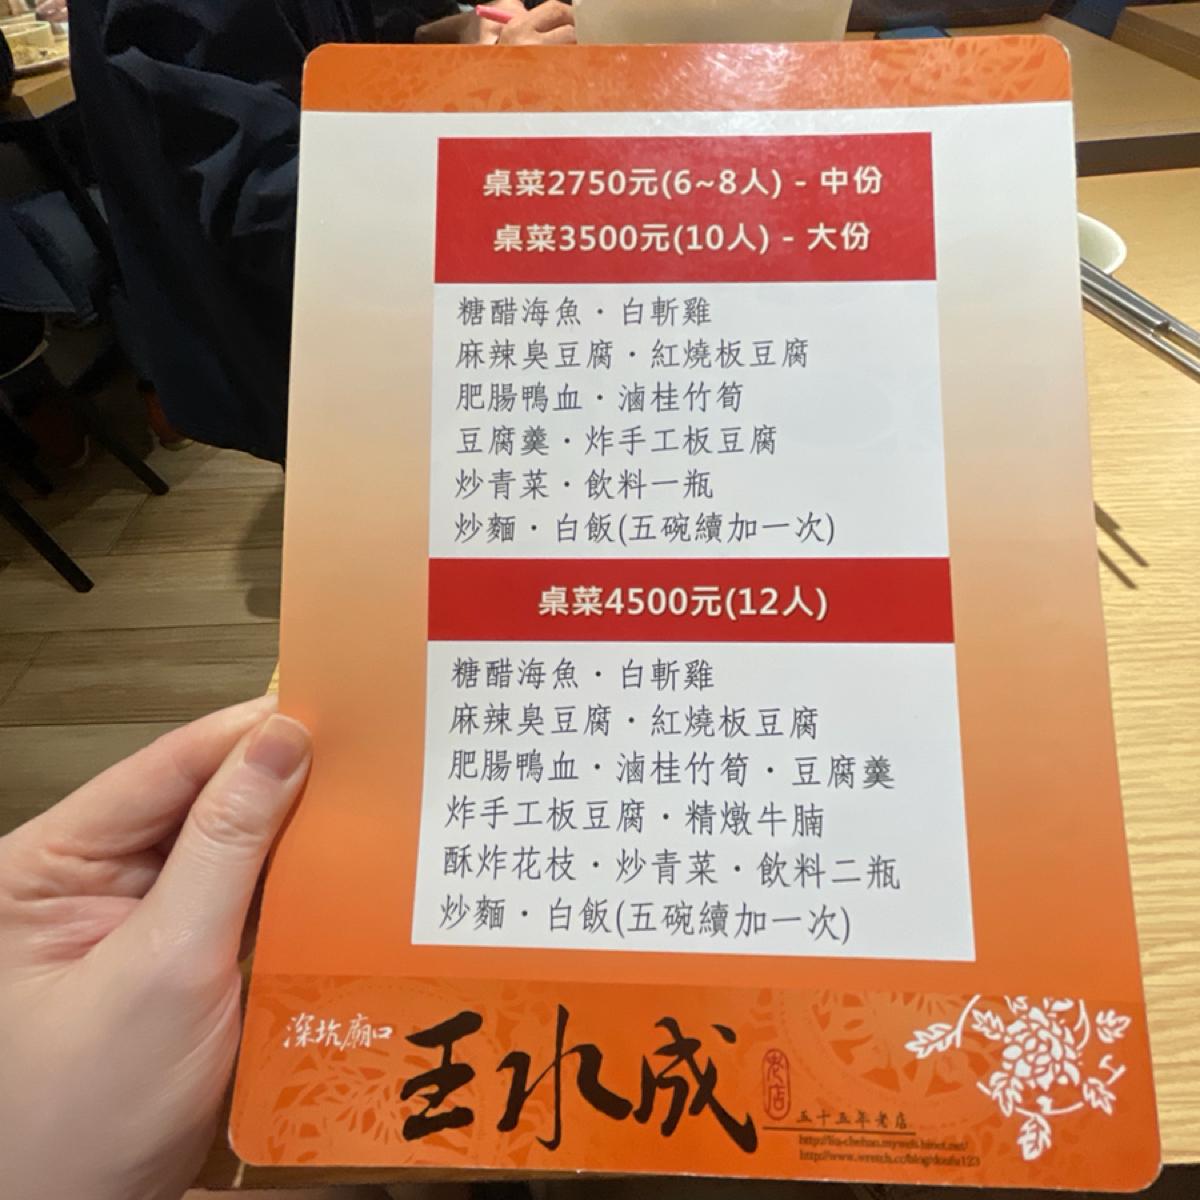 桌菜2750元(6~8人) - 中份
桌菜3500元(10人) - 大份
糖醋海魚・白斬雞
麻辣臭豆腐・紅燒板豆腐
肥腸鴨血・滷桂竹筍
豆腐羹・炸手工板豆腐
炒青菜・飲料一瓶
炒麵・白飯(五碗續加一次)
桌菜4500元(12人)
糖醋海魚・白斬雞
麻辣臭豆腐・紅燒板豆腐
肥腸鴨血・滷桂竹筍・豆腐羹
炸手工板豆腐・精燉牛腩
酥炸花枝・炒青菜・飲料二瓶
炒麵・白飯(五碗續加一次)
深坑廟口
王水成
老店
五十五年老店
http://www.wretch.cc/blog/doufu123